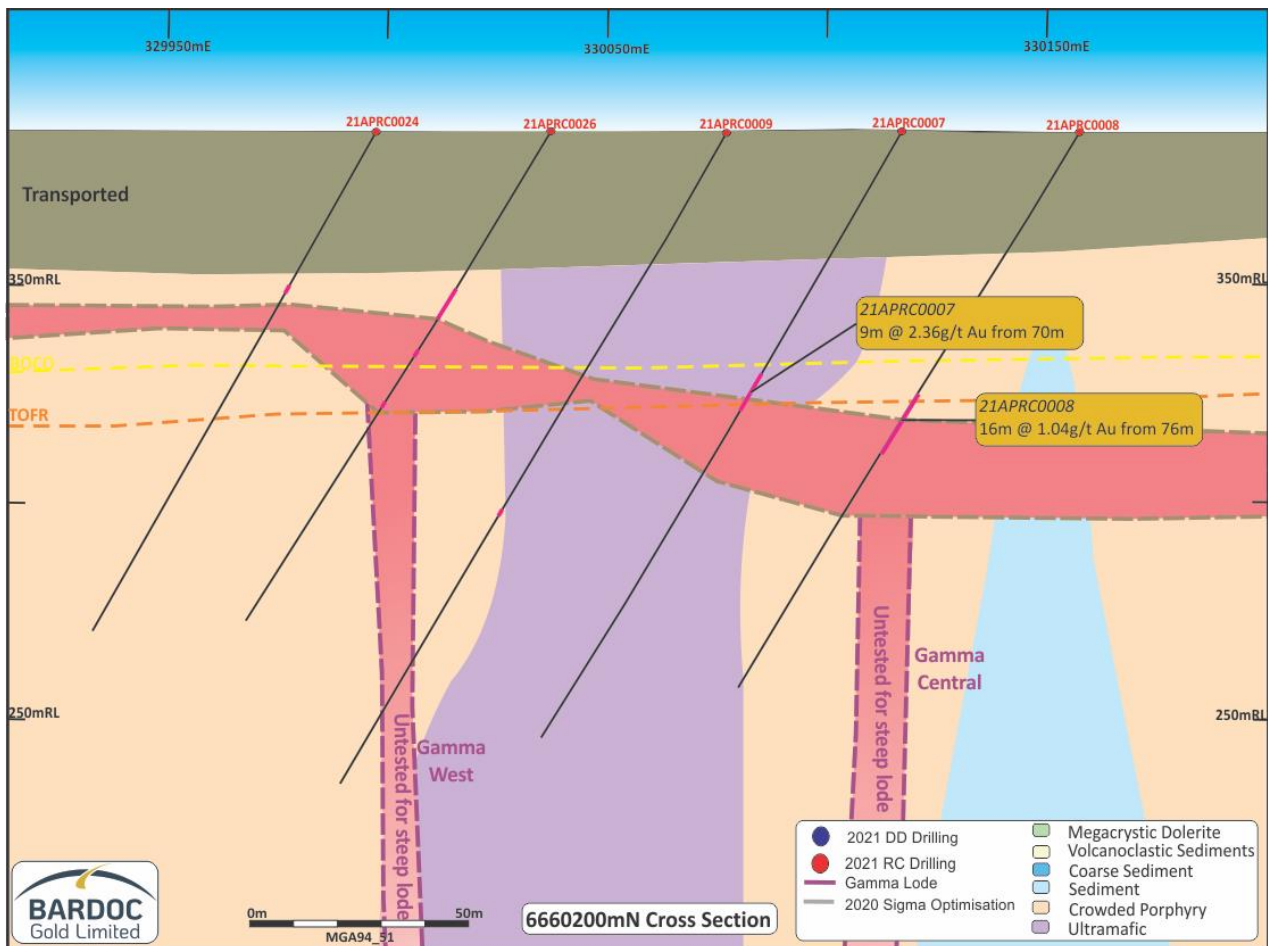 329950mE
330050mE
330150mE
21APRC0024
21APRC0026
21APRC0009
21APRC0007
21APRC0008
Transported
350mRL
350mRL
21APRC0007
9m @ 2.36g/t Au from 70m
BOCO
TOFR
21APRC0008
16m @ 1.04g/t Au from 76m
Untested for steep lode
Gamma
Central
250mRL
250mRL
Untested for steep lode
Gamma
West
2021 DD Drilling
2021 RC Drilling
Gamma Lode
2020 Sigma Optimisation
Megacrystic Dolerite
Volcanoclastic Sediments
Coarse Sediment
Sediment
Crowded Porphyry
Ultramafic
BARDOC
Gold Limited
0m
50m
MGA94_51
6660200mN Cross Section